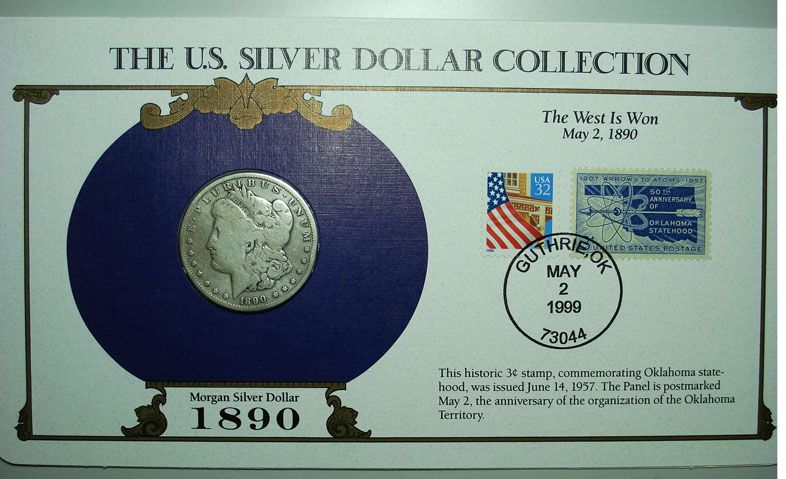 THE U.S. SILVER DOLLAR COLLECTION
The West Is Won
May 2, 1890
E·PLURIBUS·UNUM·
1890
USA
32
1907·ARROWS TO ATOMS·1957
50TH
ANNIVERSARY
OF
OKLAHOMA
STATEHOOD
3¢
UNITED STATES POSTAGE
GUTHRIE, OK
MAY
2
1999
73044
This historic 3¢ stamp, commemorating Oklahoma state-
hood, was issued June 14, 1957. The Panel is postmarked
May 2, the anniversary of the organization of the Oklahoma
Territory.
Morgan Silver Dollar
1890